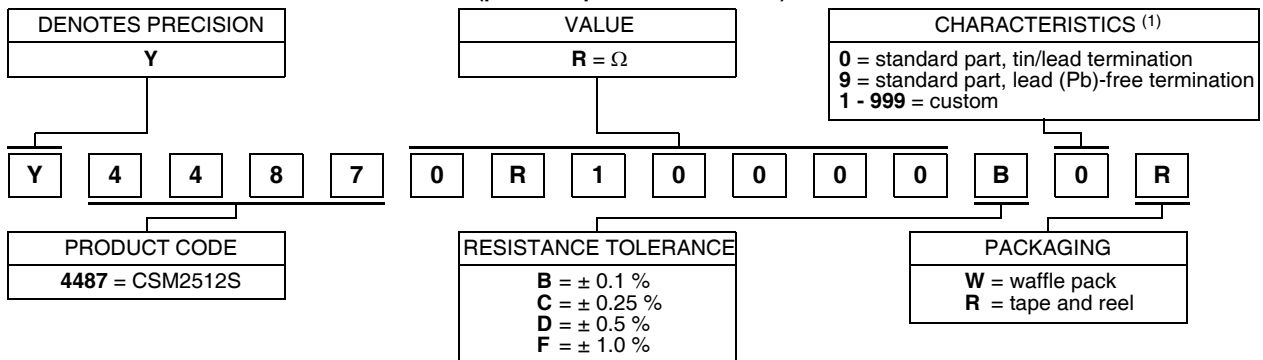 DENOTES PRECISION
Y
VALUE
R = Ω
CHARACTERISTICS (1)
0 = standard part, tin/lead termination
9 = standard part, lead (Pb)-free termination
1 - 999 = custom
Y 4 4 8 7 0 R 1 0 0 0 0 B 0 R
PRODUCT CODE
4487 = CSM2512S
RESISTANCE TOLERANCE
B = ± 0.1 %
C = ± 0.25 %
D = ± 0.5 %
F = ± 1.0 %
PACKAGING
W = waffle pack
R = tape and reel